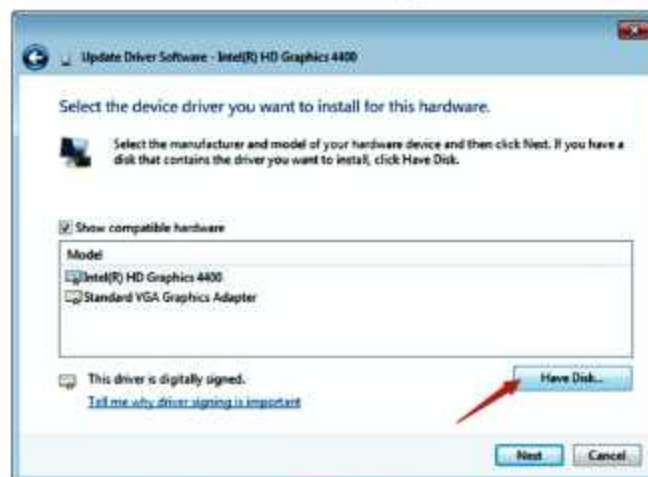 Update Driver Software - Intel(R) HD Graphics 4400
Select the device driver you want to install for this hardware.
Select the manufacturer and model of your hardware device and then click Next. If you have a
disk that contains the driver you want to install, click Have Disk.
Show compatible hardware
Model
Intel(R) HD Graphics 4400
Standard VGA Graphics Adapter
This driver is digitally signed.
Tell me why driver signing is important
Have Disk...
Next
Cancel